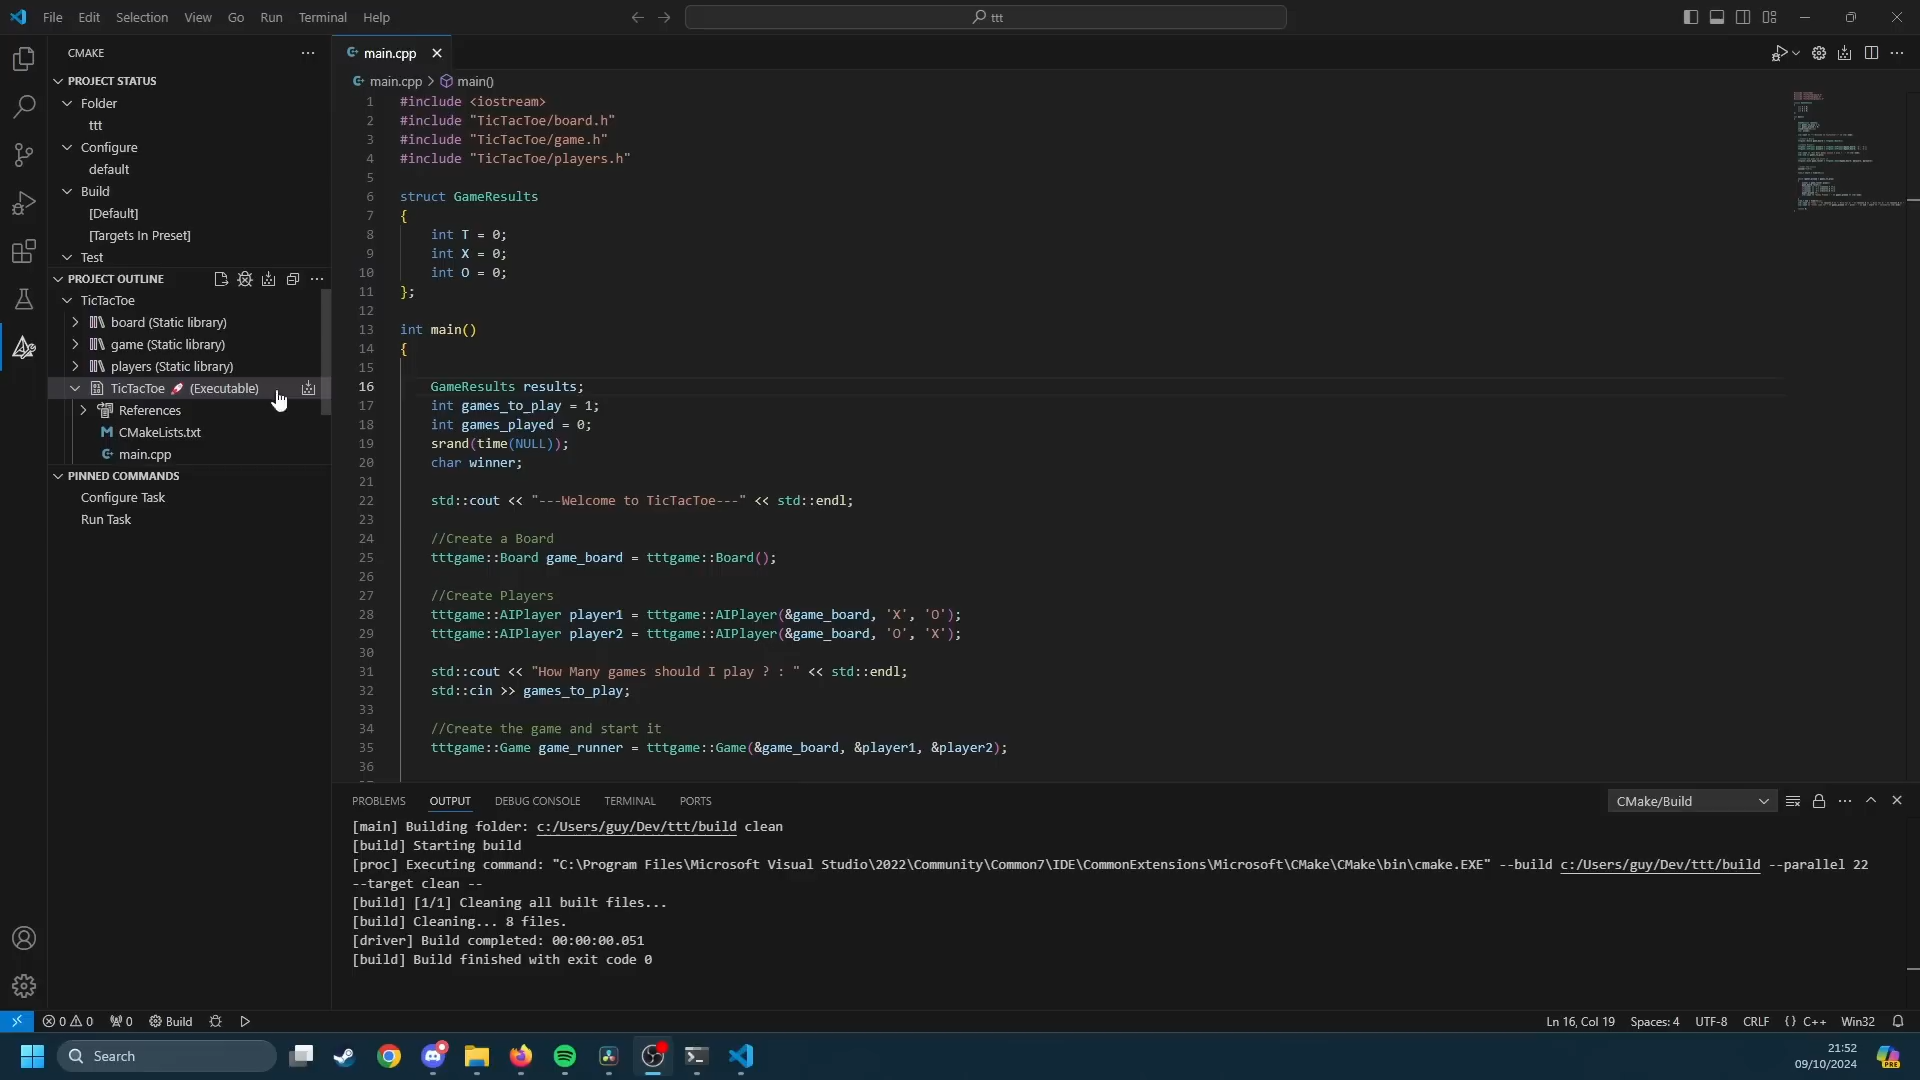 File Edit Selection View Go Run Terminal Help
ttt
CMAKE
PROJECT STATUS
Folder
ttt
Configure
default
Build
[Default]
[Targets In Preset]
Test
PROJECT OUTLINE
TicTacToe
board (Static library)
game (Static library)
players (Static library)
TicTacToe 🚀 (Executable)
References
CMakeLists.txt
main.cpp
PINNED COMMANDS
Configure Task
Run Task
main.cpp
main.cpp > main()
1 #include <iostream>
2 #include "TicTacToe/board.h"
3 #include "TicTacToe/game.h"
4 #include "TicTacToe/players.h"
5
6 struct GameResults
7 {
8 int T = 0;
9 int X = 0;
10 int O = 0;
11 };
12
13 int main()
14 {
15
16 GameResults results;
17 int games_to_play = 1;
18 int games_played = 0;
19 srand(time(NULL));
20 char winner;
21
22 std::cout << "---Welcome to TicTacToe---" << std::endl;
23
24 //Create a Board
25 tttgame::Board game_board = tttgame::Board();
26
27 //Create Players
28 tttgame::AIPlayer player1 = tttgame::AIPlayer(&game_board, 'X', 'O');
29 tttgame::AIPlayer player2 = tttgame::AIPlayer(&game_board, 'O', 'X');
30
31 std::cout << "How Many games should I play ? : " << std::endl;
32 std::cin >> games_to_play;
33
34 //Create the game and start it
35 tttgame::Game game_runner = tttgame::Game(&game_board, &player1, &player2);
36
PROBLEMS OUTPUT DEBUG CONSOLE TERMINAL PORTS
CMake/Build
[main] Building folder: c:/Users/guy/Dev/ttt/build clean
[build] Starting build
[proc] Executing command: "C:\Program Files\Microsoft Visual Studio\2022\Community\Common7\IDE\CommonExtensions\Microsoft\CMake\CMake\bin\cmake.EXE" --build c:/Users/guy/Dev/ttt/build --parallel 22
--target clean --
[build] [1/1] Cleaning all built files...
[build] Cleaning... 8 files.
[driver] Build completed: 00:00:00.051
[build] Build finished with exit code 0
0 0 0 Build
Ln 16, Col 19 Spaces: 4 UTF-8 CRLF {} C++ Win32
Search
PRE
21:52
09/10/2024